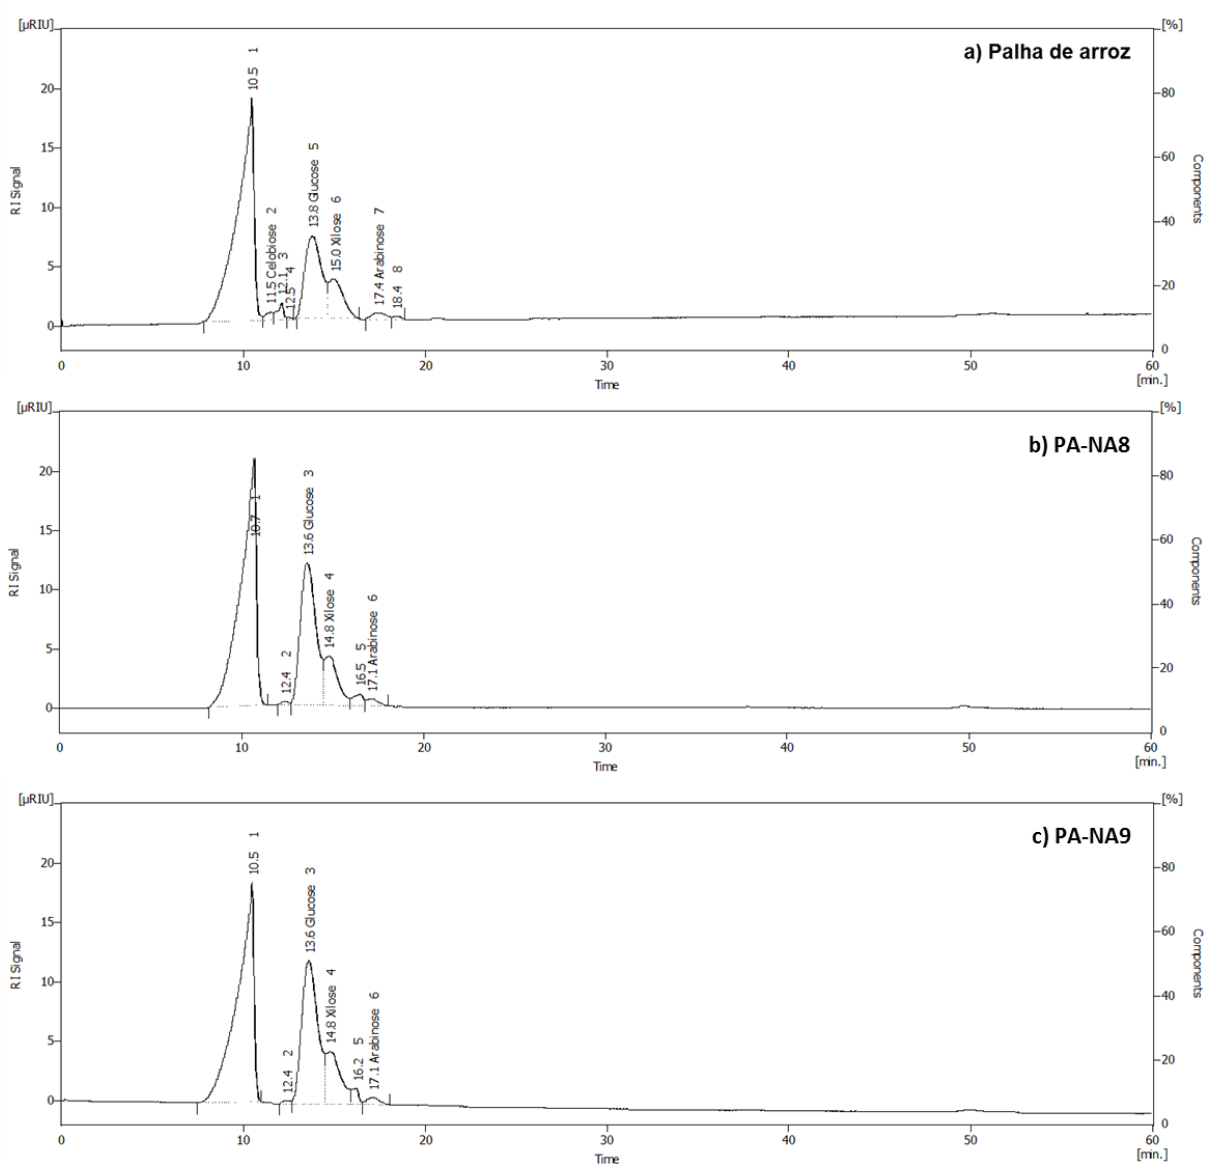 [µRIU]
[%]
a) Palha de arroz
RI Signal
Components
20
15
10
5
0
80
60
40
20
0
10.5 1
11.5 Celobiose 2
12.1 3
12.5 4
13.8 Glucose 5
15.0 Xilose 6
17.4 Arabinose 7
18.4 8
0 10 20 30 40 50 60
Time
[min.]
[µRIU]
[%]
b) PA-NA8
RI Signal
Components
20
15
10
5
0
80
60
40
20
0
10.7 1
12.4 2
13.6 Glucose 3
14.8 Xilose 4
16.5 5
17.1 Arabinose 6
0 10 20 30 40 50 60
Time
[min.]
[µRIU]
[%]
c) PA-NA9
RI Signal
Components
20
15
10
5
0
80
60
40
20
0
10.5 1
12.4 2
13.6 Glucose 3
14.8 Xilose 4
16.2 5
17.1 Arabinose 6
0 10 20 30 40 50 60
Time
[min.]